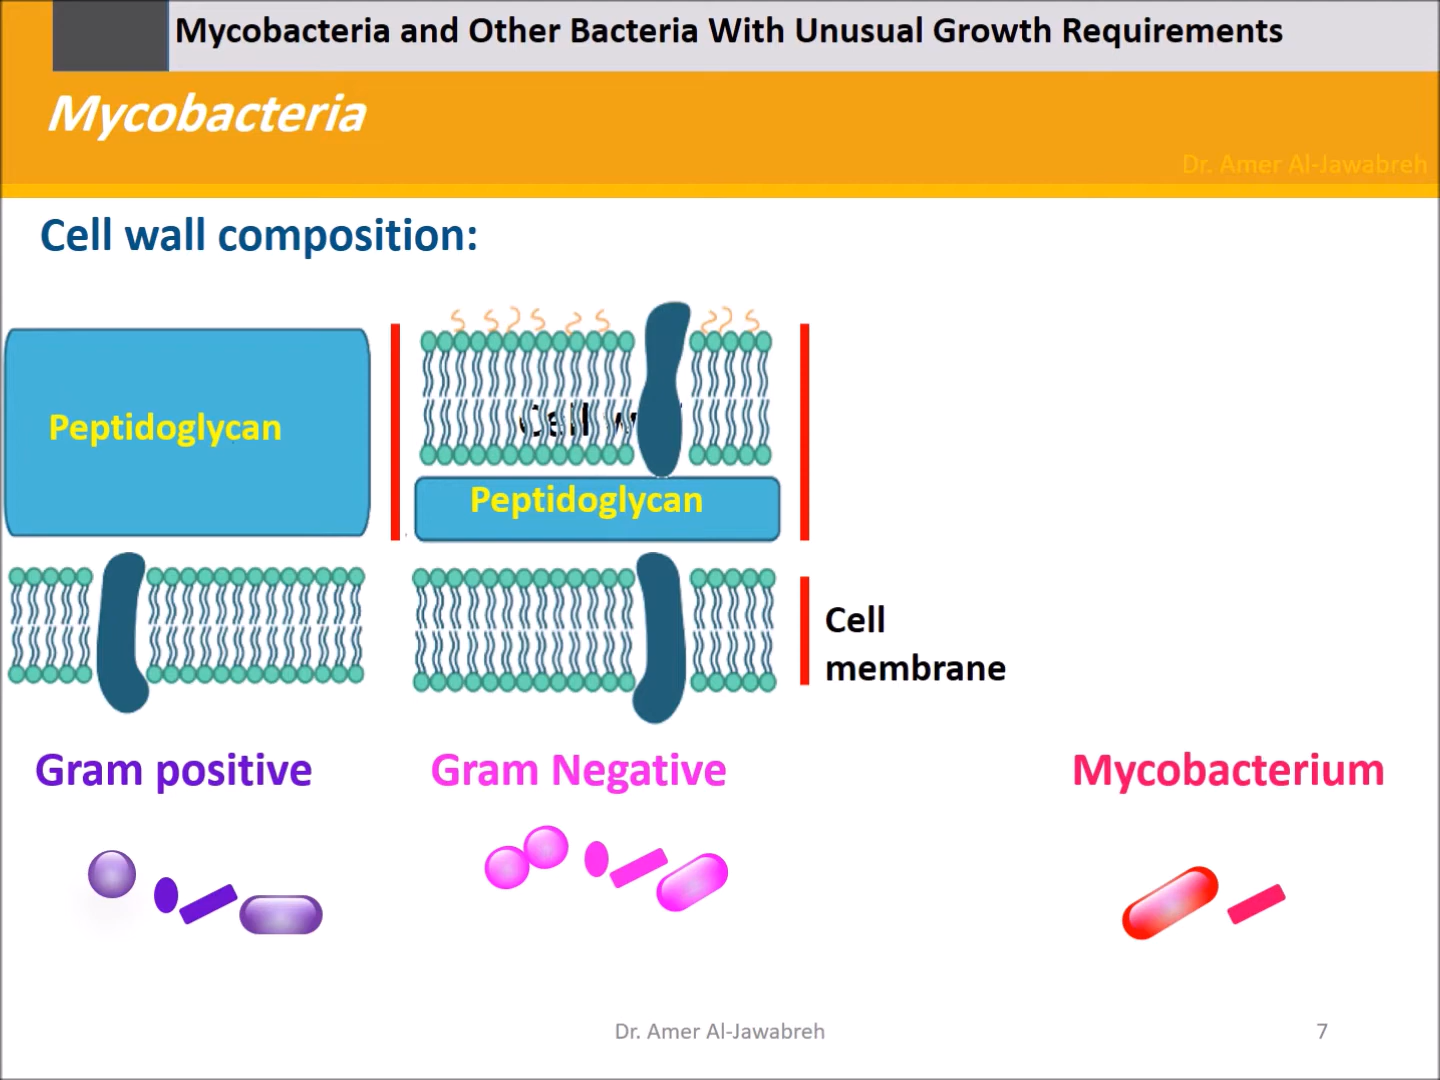 Mycobacteria and Other Bacteria With Unusual Growth Requirements
Mycobacteria
Dr. Amer Al-Jawabreh
Cell wall composition:
Peptidoglycan
Cell w
Peptidoglycan
Cell
membrane
Gram positive
Gram Negative
Mycobacterium
Dr. Amer Al-Jawabreh
7